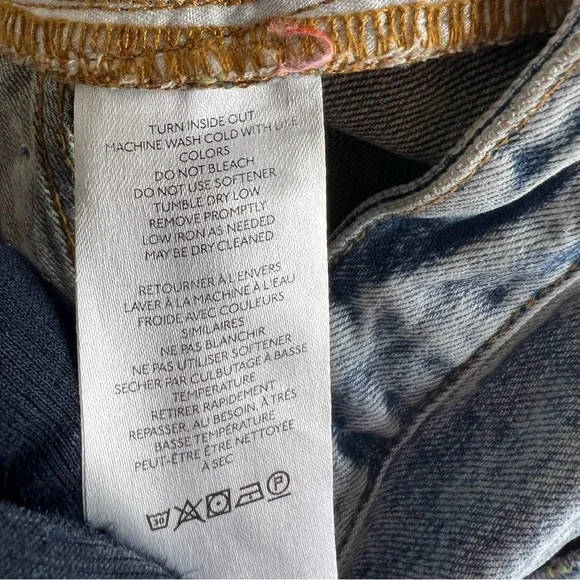 TURN INSIDE OUT
MACHINE WASH COLD WITH LIKE
COLORS
DO NOT BLEACH
DO NOT USE SOFTENER
TUMBLE DRY LOW
REMOVE PROMPTLY
LOW IRON AS NEEDED
MAY BE DRY CLEANED
RETOURNER À L'ENVERS
LAVER À LA MACHINE À L'EAU
FROIDE AVEC COULEURS
SIMILAIRES
NE PAS BLANCHIR
NE PAS UTILISER SOFTENER
SÉCHER PAR CULBUTAGE À BASSE
TEMPÉRATURE
RETIRER RAPIDEMENT
REPASSER, AU BESOIN, À TRÉS
BASSE TEMPÉRATURE
PEUT-ÊTRE ÊTRE NETTOYÉE
À SEC
30 P